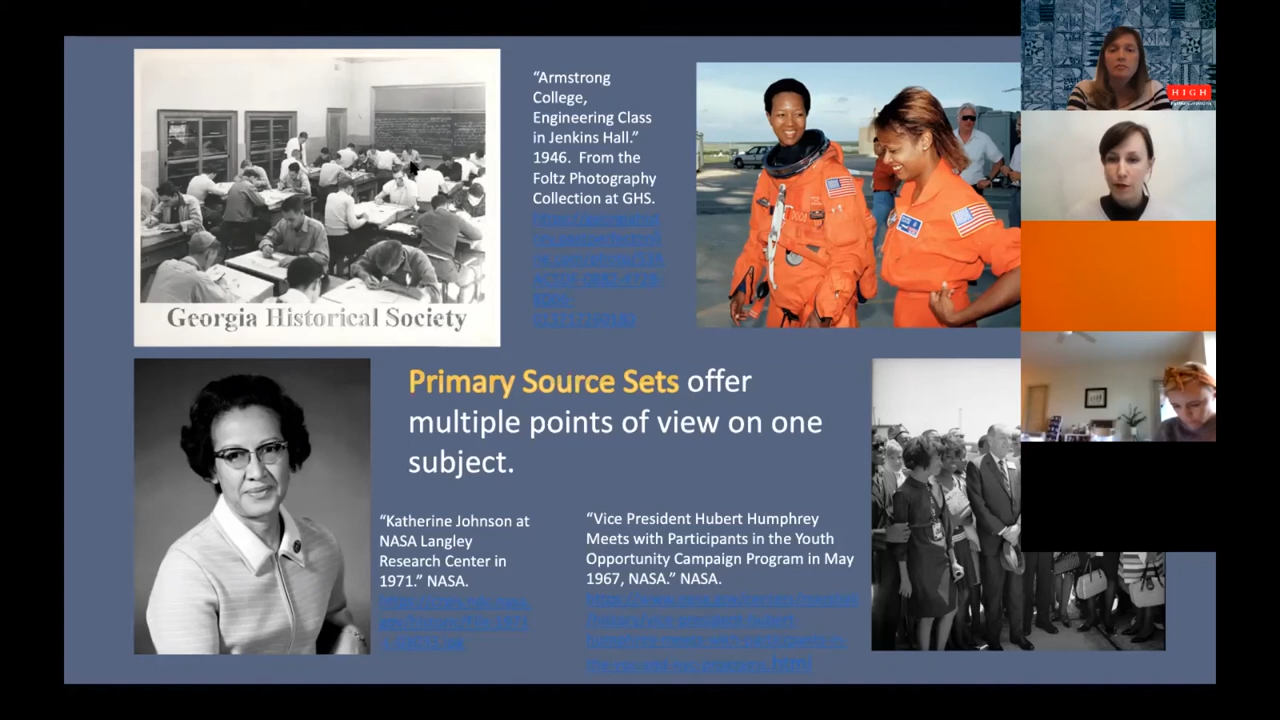 “Armstrong
College,
Engineering Class
in Jenkins Hall.”
1946. From the
Foltz Photography
Collection at GHS.
Georgia Historical Society
Primary Source Sets offer
multiple points of view on one
subject.
“Katherine Johnson at
NASA Langley
Research Center in
1971.” NASA.
“Vice President Hubert Humphrey
Meets with Participants in the Youth
Opportunity Campaign Program in May
1967, NASA.” NASA.
HIGH